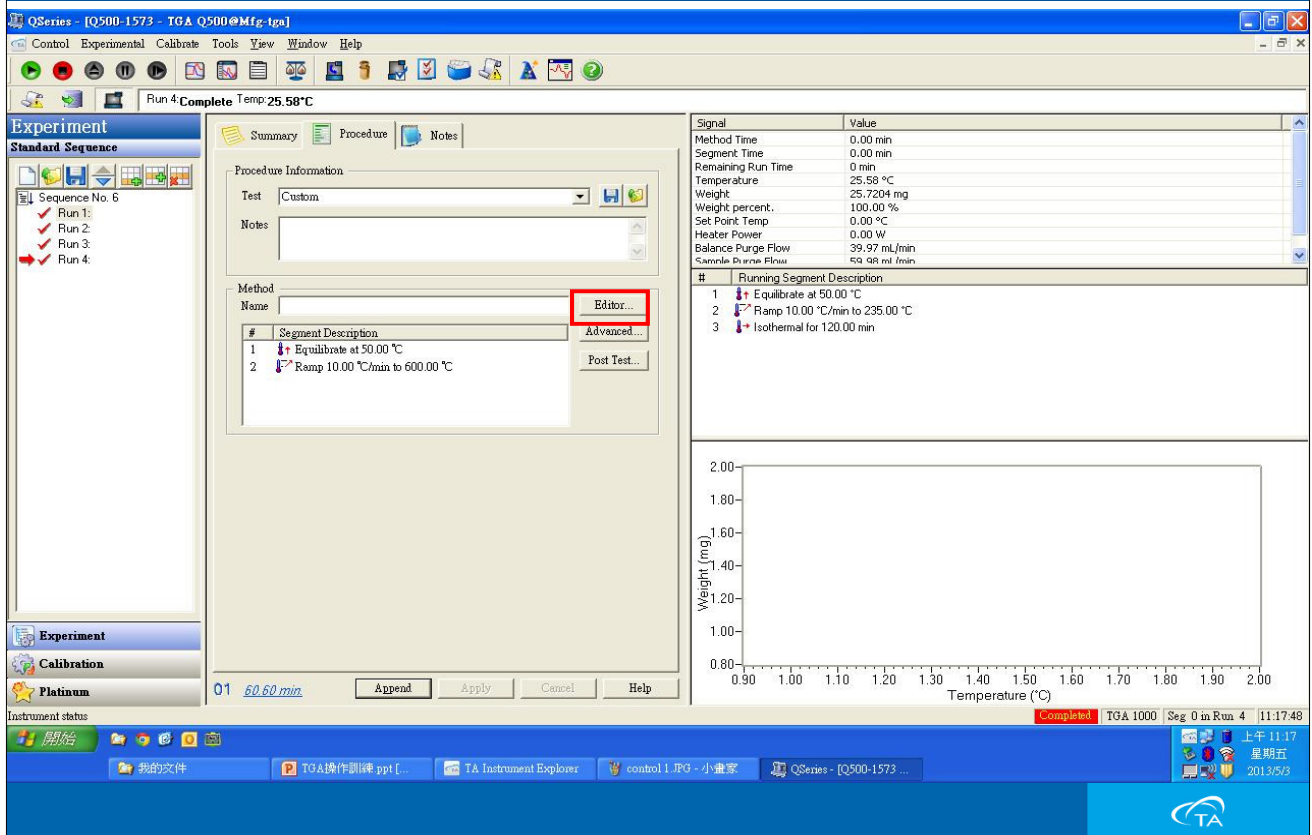 QSeries - [Q500-1573 - TGA Q500@Mfg-tga]
Control Experimental Calibrate Tools View Window Help
Run 4:Complete Temp:25.58°C
Experiment
Standard Sequence
Sequence No. 6
Run 1:
Run 2:
Run 3:
Run 4:
Experiment
Calibration
Platinum
Summary Procedure Notes
Procedure Information
Test Custom
Notes
Method
Name Editor...
# Segment Description Advanced...
1 Equilibrate at 50.00 °C
2 Ramp 10.00 °C/min to 600.00 °C Post Test...
01 60.60 min. Append Apply Cancel Help
Signal Value
Method Time 0.00 min
Segment Time 0.00 min
Remaining Run Time 0 min
Temperature 25.58 °C
Weight 25.7204 mg
Weight percent. 100.00 %
Set Point Temp 0.00 °C
Heater Power 0.00 W
Balance Purge Flow 39.97 mL/min
Sample Purge Flow 59.98 mL/min
# Running Segment Description
1 Equilibrate at 50.00 °C
2 Ramp 10.00 °C/min to 235.00 °C
3 Isothermal for 120.00 min
Weight (mg)
2.00
1.80
1.60
1.40
1.20
1.00
0.80
0.90 1.00 1.10 1.20 1.30 1.40 1.50 1.60 1.70 1.80 1.90 2.00
Temperature (°C)
Instrument status Completed TGA 1000 Seg 0 in Run 4 11:17:48
開始
我的文件 TGA操作訓練.ppt [... TA Instrument Explorer control 1.JPG - 小畫家 QSeries - [Q500-1573 ...
上午 11:17
星期五
2013/5/3
TA